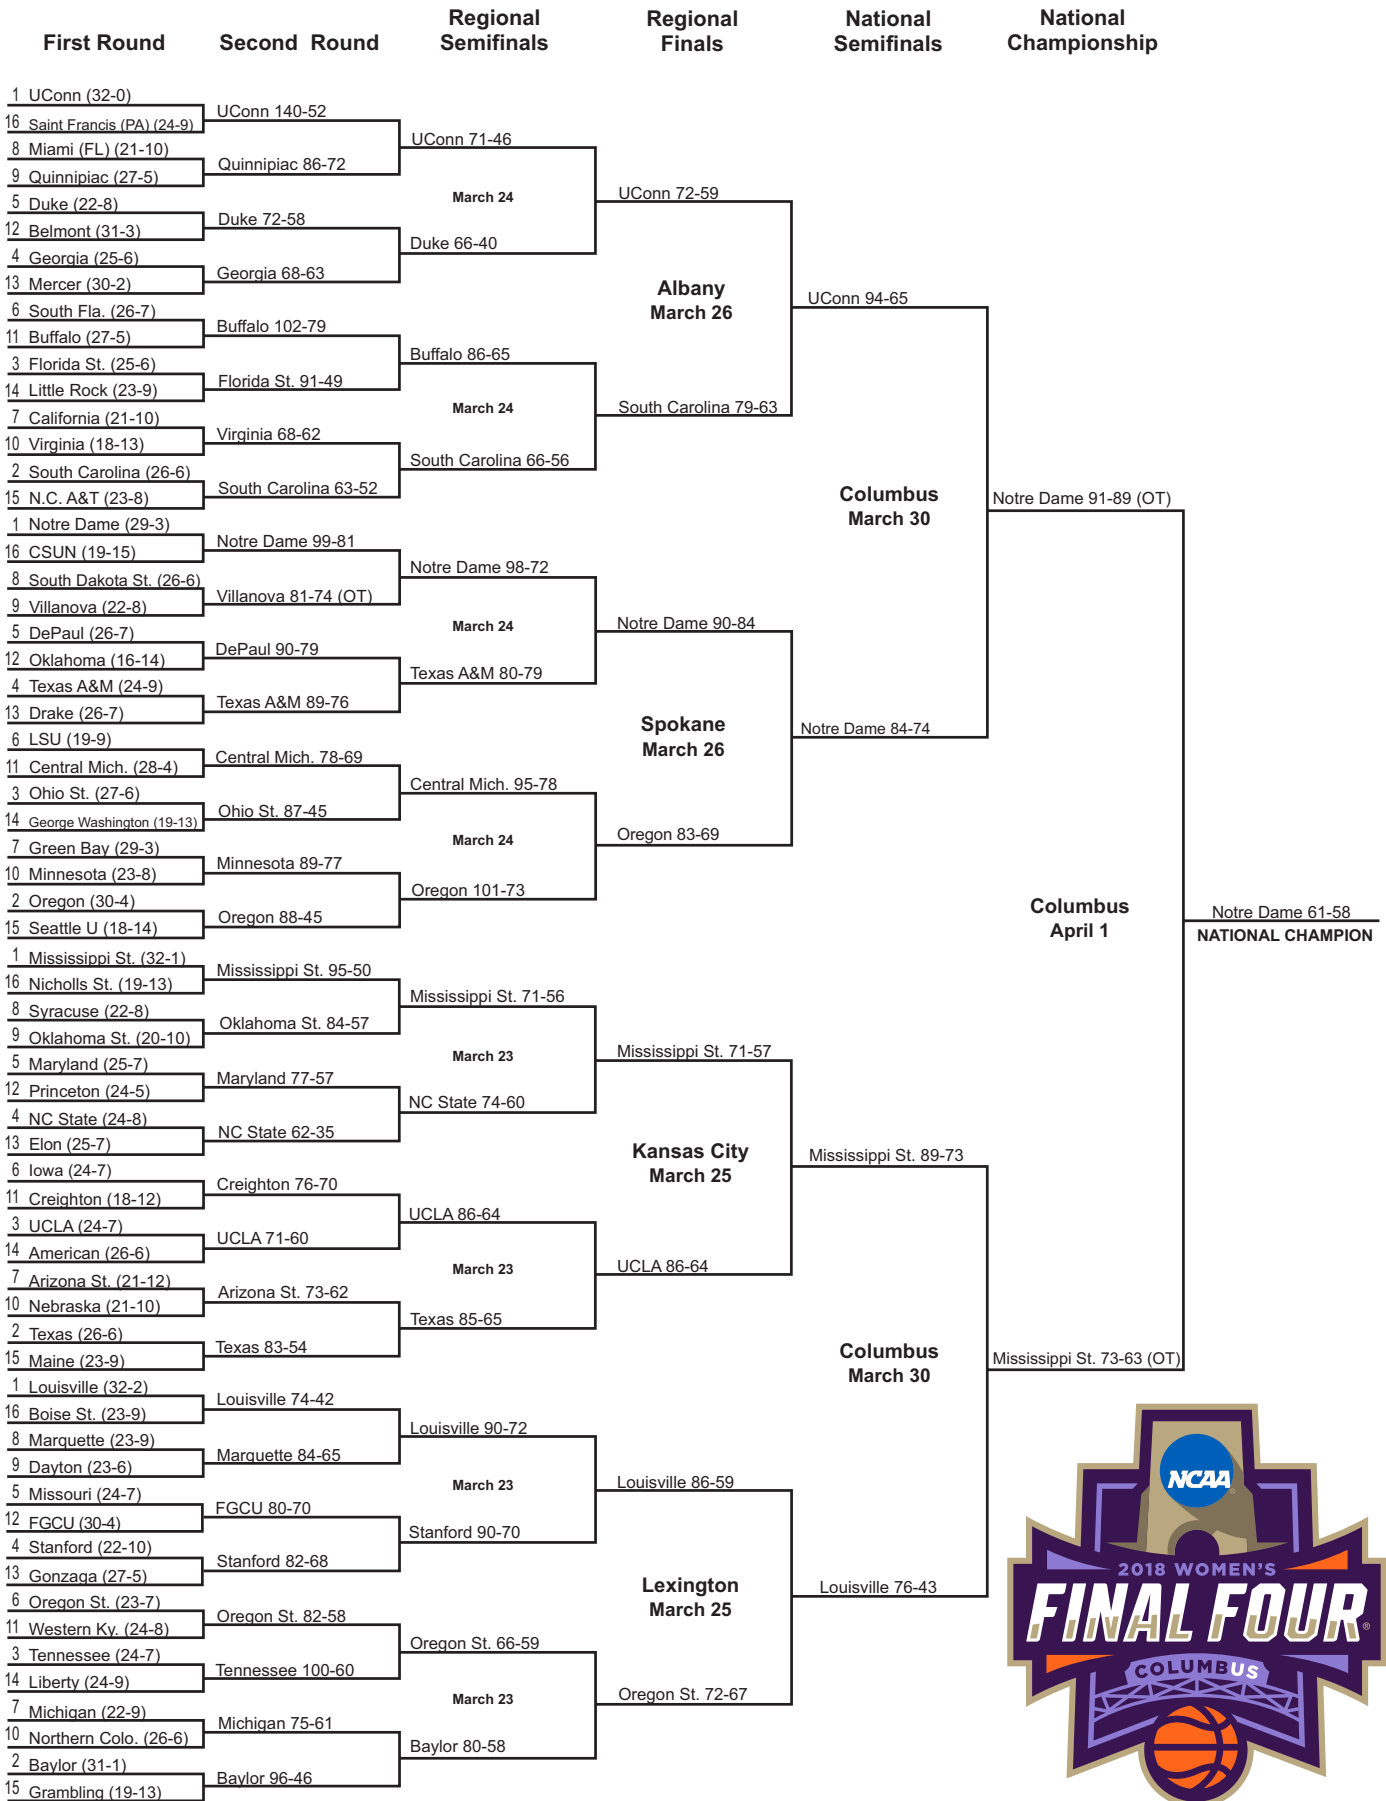 First Round
Second Round
Regional
Semifinals
Regional
Finals
National
Semifinals
National
Championship
1 UConn (32-0)
16 Saint Francis (PA) (24-9)
8 Miami (FL) (21-10)
9 Quinnipiac (27-5)
5 Duke (22-8)
12 Belmont (31-3)
4 Georgia (25-6)
13 Mercer (30-2)
6 South Fla. (26-7)
11 Buffalo (27-5)
3 Florida St. (25-6)
14 Little Rock (23-9)
7 California (21-10)
10 Virginia (18-13)
2 South Carolina (26-6)
15 N.C. A&T (23-8)
1 Notre Dame (29-3)
16 CSUN (19-15)
8 South Dakota St. (26-6)
9 Villanova (22-8)
5 DePaul (26-7)
12 Oklahoma (16-14)
4 Texas A&M (24-9)
13 Drake (26-7)
6 LSU (19-9)
11 Central Mich. (28-4)
3 Ohio St. (27-6)
14 George Washington (19-13)
7 Green Bay (29-3)
10 Minnesota (23-8)
2 Oregon (30-4)
15 Seattle U (18-14)
1 Mississippi St. (32-1)
16 Nicholls St. (19-13)
8 Syracuse (22-8)
9 Oklahoma St. (20-10)
5 Maryland (25-7)
12 Princeton (24-5)
4 NC State (24-8)
13 Elon (25-7)
6 Iowa (24-7)
11 Creighton (18-12)
3 UCLA (24-7)
14 American (26-6)
7 Arizona St. (21-12)
10 Nebraska (21-10)
2 Texas (26-6)
15 Maine (23-9)
1 Louisville (32-2)
16 Boise St. (23-9)
8 Marquette (23-9)
9 Dayton (23-6)
5 Missouri (24-7)
12 FGCU (30-4)
4 Stanford (22-10)
13 Gonzaga (27-5)
6 Oregon St. (23-7)
11 Western Ky. (24-8)
3 Tennessee (24-7)
14 Liberty (24-9)
7 Michigan (22-9)
10 Northern Colo. (26-6)
2 Baylor (31-1)
15 Grambling (19-13)
UConn 140-52
Quinnipiac 86-72
Duke 72-58
Georgia 68-63
Buffalo 102-79
Florida St. 91-49
Virginia 68-62
South Carolina 63-52
Notre Dame 99-81
Villanova 81-74 (OT)
DePaul 90-79
Texas A&M 89-76
Central Mich. 78-69
Ohio St. 87-45
Minnesota 89-77
Oregon 88-45
Mississippi St. 95-50
Oklahoma St. 84-57
Maryland 77-57
NC State 62-35
Creighton 76-70
UCLA 71-60
Arizona St. 73-62
Texas 83-54
Louisville 74-42
Marquette 84-65
FGCU 80-70
Stanford 82-68
Oregon St. 82-58
Tennessee 100-60
Michigan 75-61
Baylor 96-46
UConn 71-46
March 24
Duke 66-40
Buffalo 86-65
March 24
South Carolina 66-56
Notre Dame 98-72
March 24
Texas A&M 80-79
Central Mich. 95-78
March 24
Oregon 101-73
Mississippi St. 71-56
March 23
NC State 74-60
UCLA 86-64
March 23
Texas 85-65
Louisville 90-72
March 23
Stanford 90-70
Oregon St. 66-59
March 23
Baylor 80-58
UConn 72-59
Albany
March 26
South Carolina 79-63
Notre Dame 90-84
Spokane
March 26
Oregon 83-69
Mississippi St. 71-57
Kansas City
March 25
UCLA 86-64
Louisville 86-59
Lexington
March 25
Oregon St. 72-67
UConn 94-65
Columbus
March 30
Notre Dame 84-74
Mississippi St. 89-73
Columbus
March 30
Louisville 76-43
Notre Dame 91-89 (OT)
Columbus
April 1
Mississippi St. 73-63 (OT)
Notre Dame 61-58
NATIONAL CHAMPION
NCAA
2018 WOMEN'S
FINAL FOUR®
COLUMBUS